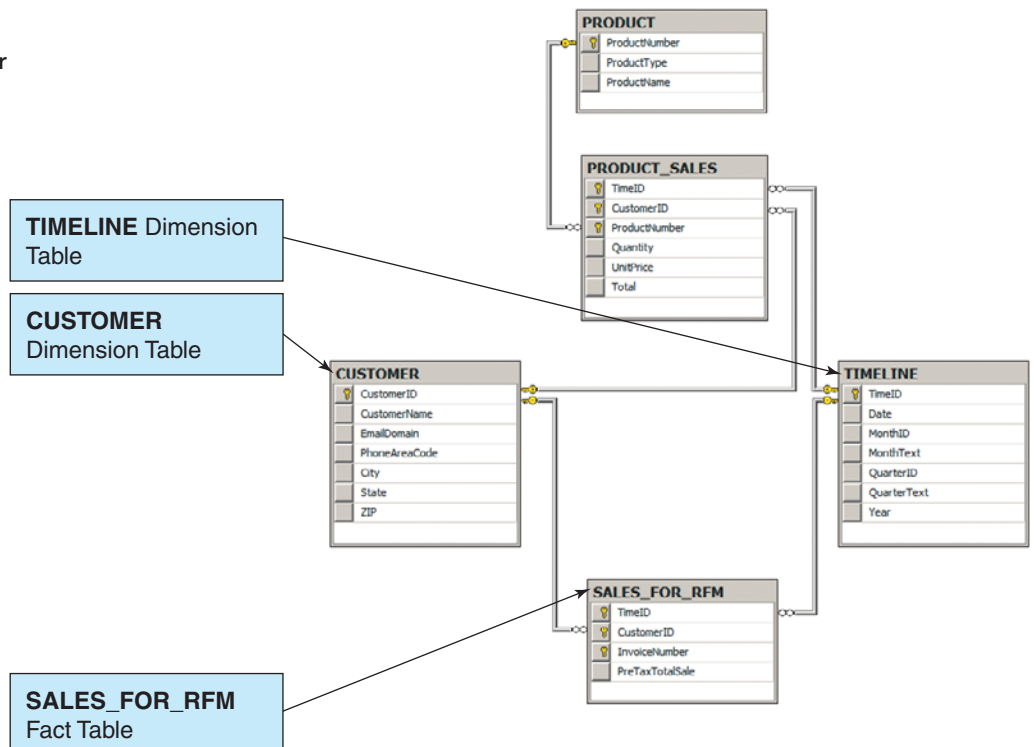 r
PRODUCT
ProductNumber
ProductType
ProductName
PRODUCT_SALES
TimeID
CustomerID
ProductNumber
Quantity
UnitPrice
Total
TIMELINE Dimension
Table
CUSTOMER
Dimension Table
CUSTOMER
CustomerID
CustomerName
EmailDomain
PhoneAreaCode
City
State
ZIP
TIMELINE
TimeID
Date
MonthID
MonthText
QuarterID
QuarterText
Year
SALES_FOR_RFM
TimeID
CustomerID
InvoiceNumber
PreTaxTotalSale
SALES_FOR_RFM
Fact Table